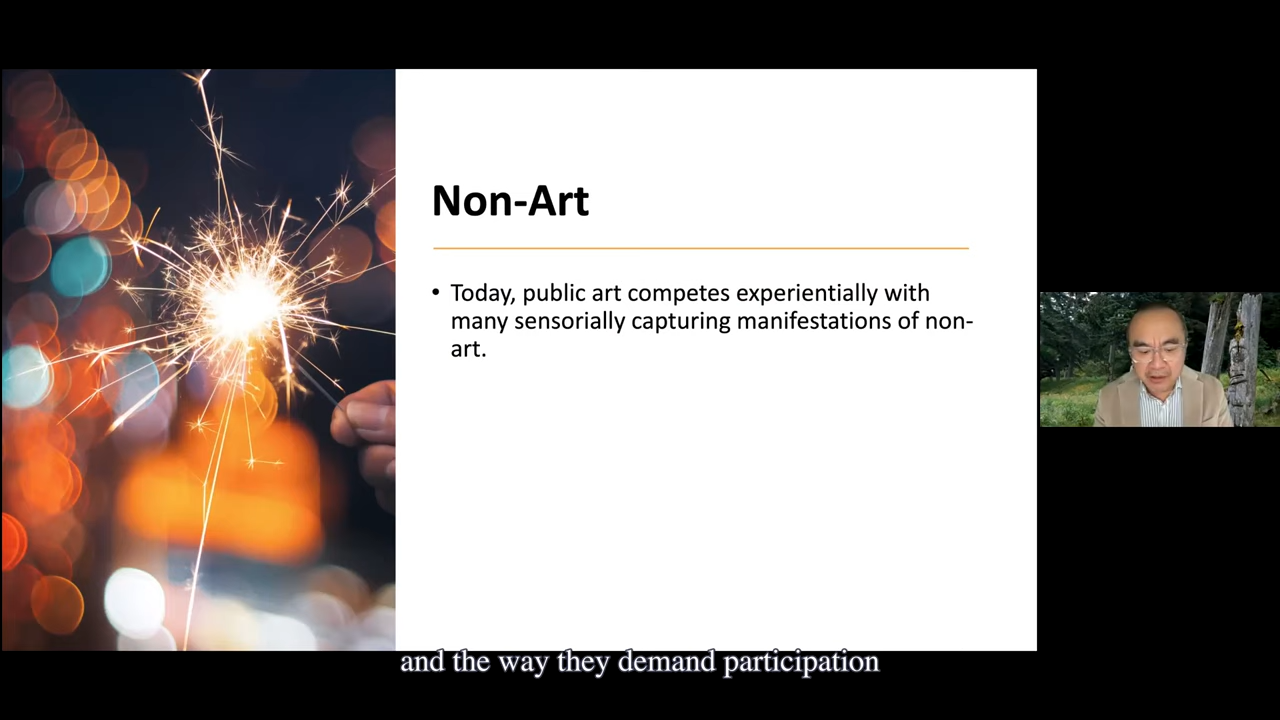 Non-Art
• Today, public art competes experientially with
many sensorially capturing manifestations of non-
art.
and the way they demand participation